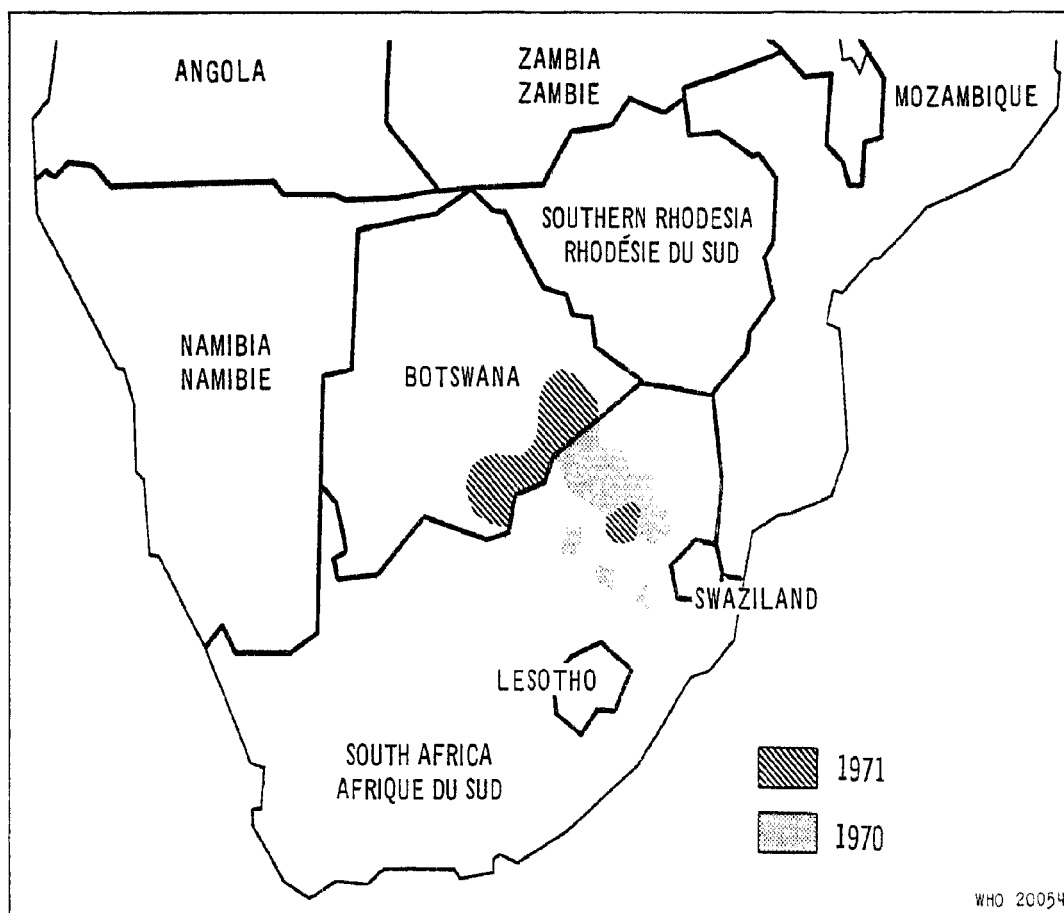 ANGOLA
ZAMBIA
ZAMBIE
MOZAMBIQUE
SOUTHERN RHODESIA
RHODÉSIE DU SUD
NAMIBIA
NAMIBIE
BOTSWANA
SWAZILAND
LESOTHO
SOUTH AFRICA
AFRIQUE DU SUD
1971
1970
WHO 20054